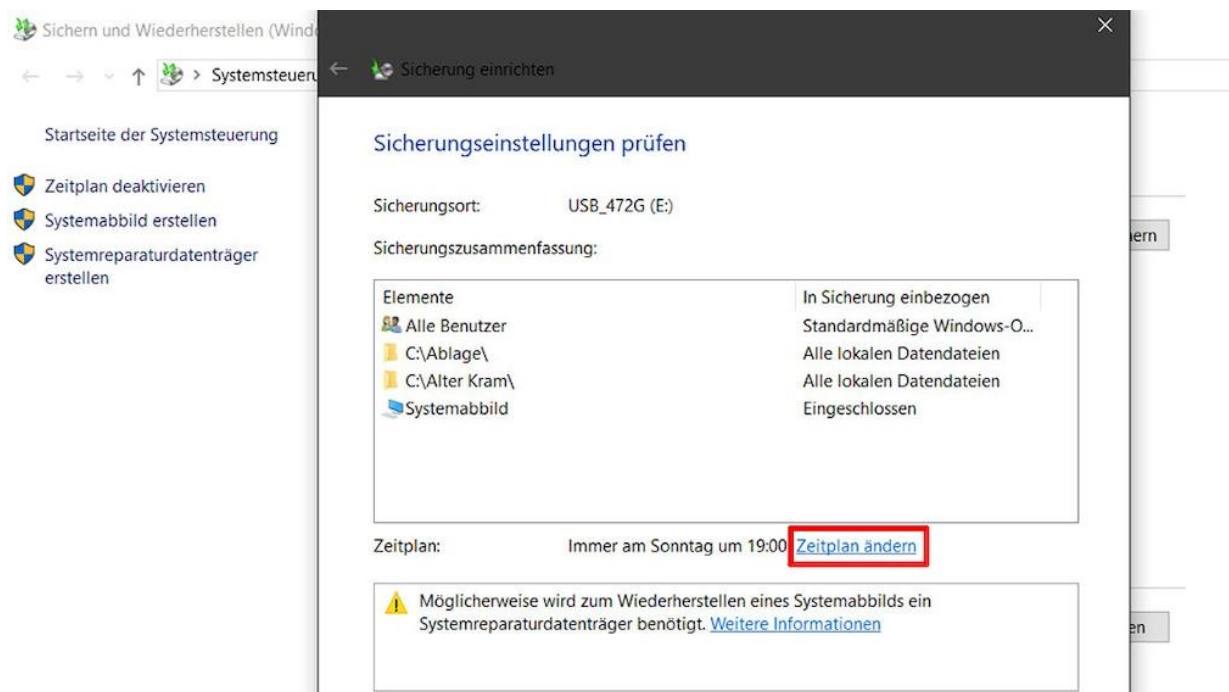 Sichern und Wiederherstellen
Systemsteueru
Startseite der Systemsteuerung
Zeitplan deaktivieren
Systemabbild erstellen
Systemreparaturdatenträger
erstellen
Sicherung einrichten
Sicherungseinstellungen prüfen
Sicherungsort: USB_472G (E:)
Sicherungszusammenfassung:
Elemente In Sicherung einbezogen
Alle Benutzer Standardmäßige Windows-O...
C:\Ablage\ Alle lokalen Datendateien
C:\Alter Kram\ Alle lokalen Datendateien
Systemabbild Eingeschlossen
Zeitplan: Immer am Sonntag um 19:00 Zeitplan ändern
Möglicherweise wird zum Wiederherstellen eines Systemabbilds ein
Systemreparaturdatenträger benötigt. Weitere Informationen